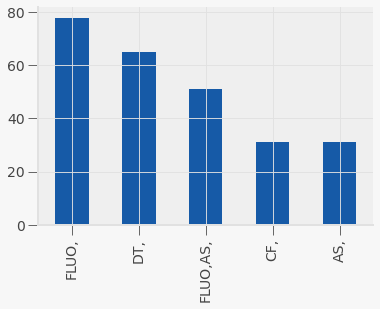 80
60
40
20
0
FLUO,
DT,
FLUO,AS,
CF,
AS,